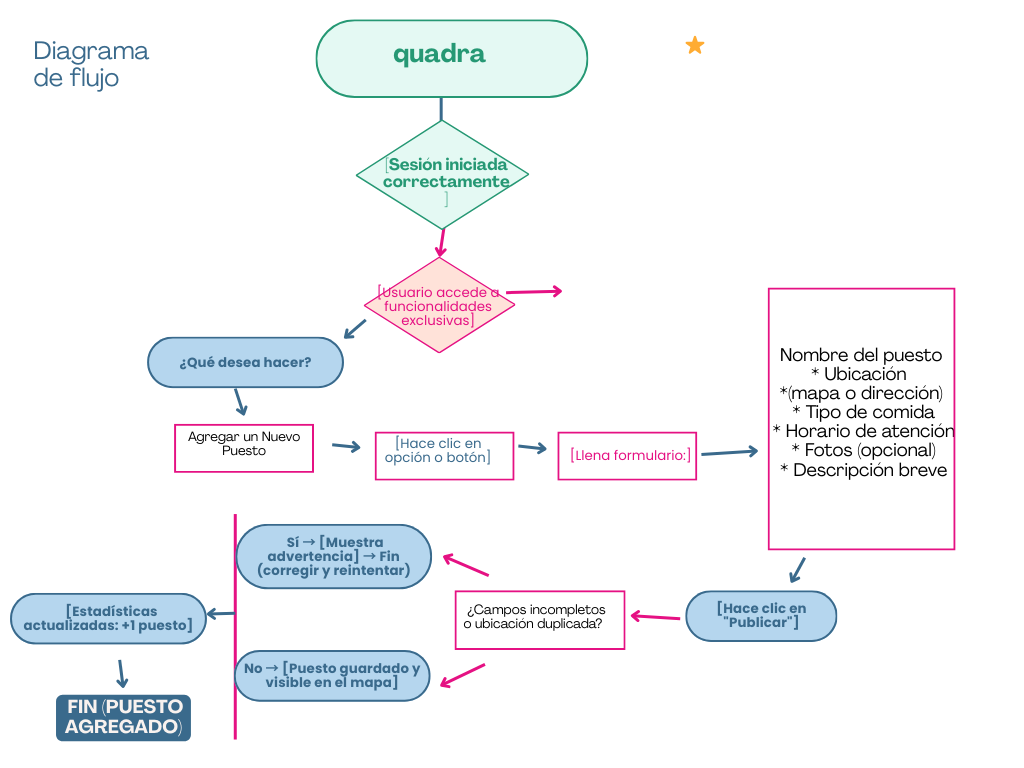 Diagrama
de flujo
quadra
[Sesión iniciada
correctamente
]
[Usuario accede a
funcionalidades
exclusivas]
¿Qué desea hacer?
Agregar un Nuevo
Puesto
[Hace clic en
opción o botón]
[Llena formulario:]
Nombre del puesto
* Ubicación
*(mapa o dirección)
* Tipo de comida
* Horario de atención
* Fotos (opcional)
* Descripción breve
[Hace clic en
"Publicar"]
¿Campos incompletos
o ubicación duplicada?
Sí → [Muestra
advertencia] → Fin
(corregir y reintentar)
No → [Puesto guardado y
visible en el mapa]
[Estadísticas
actualizadas: +1 puesto]
FIN (PUESTO
AGREGADO)